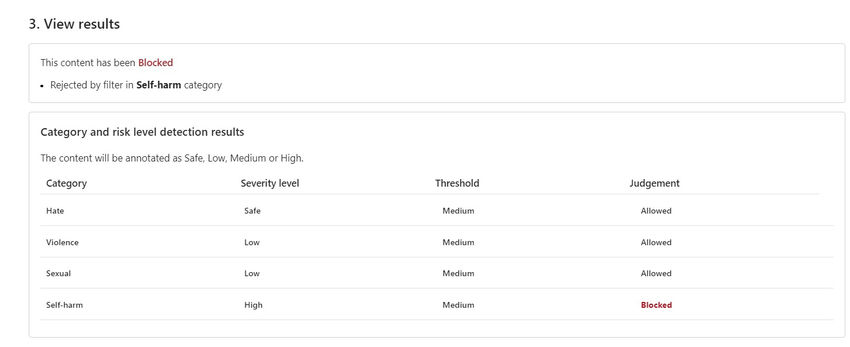 3. View results
This content has been Blocked
• Rejected by filter in Self-harm category
Category and risk level detection results
The content will be annotated as Safe, Low, Medium or High.
Category Severity level Threshold Judgement
Hate Safe Medium Allowed
Violence Low Medium Allowed
Sexual Low Medium Allowed
Self-harm High Medium Blocked